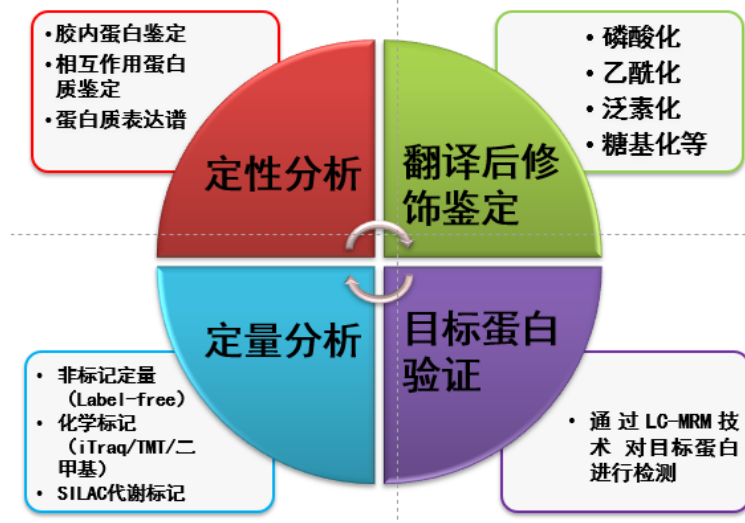 •胶内蛋白鉴定
•相互作用蛋白
质鉴定
•蛋白质表达谱
• 磷酸化
• 乙酰化
• 泛素化
• 糖基化等
定性分析
翻译后修
饰鉴定
定量分析
目标蛋白
验证
• 非标记定量
（Label-free）
• 化学标记
（iTraq/TMT/二
甲基）
• SILAC代谢标记
• 通过LC-MRM技
术 对目标蛋白
进行检测